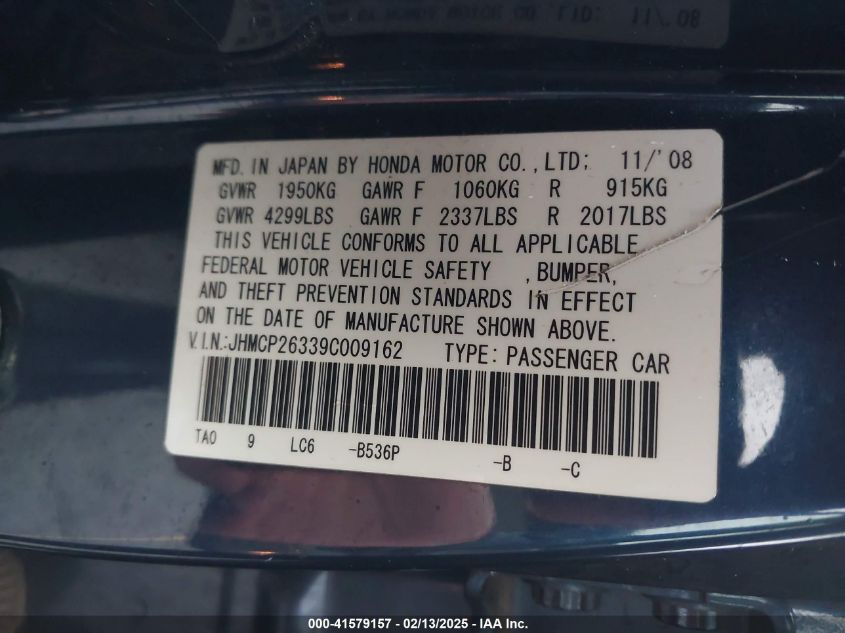 MFD. IN JAPAN BY HONDA MOTOR CO., LTD: 11/'08
GVWR 1950KG GAWR F 1060KG R 915KG
GVWR 4299LBS GAWR F 2337LBS R 2017LBS
THIS VEHICLE CONFORMS TO ALL APPLICABLE
FEDERAL MOTOR VEHICLE SAFETY , BUMPER,
AND THEFT PREVENTION STANDARDS IN EFFECT
ON THE DATE OF MANUFACTURE SHOWN ABOVE.
V.I.N.:JHMCP26339C009162 TYPE: PASSENGER CAR
TA0 9 LC6 -B536P -B -C
000-41579157 - 02/13/2025 - IAA Inc.